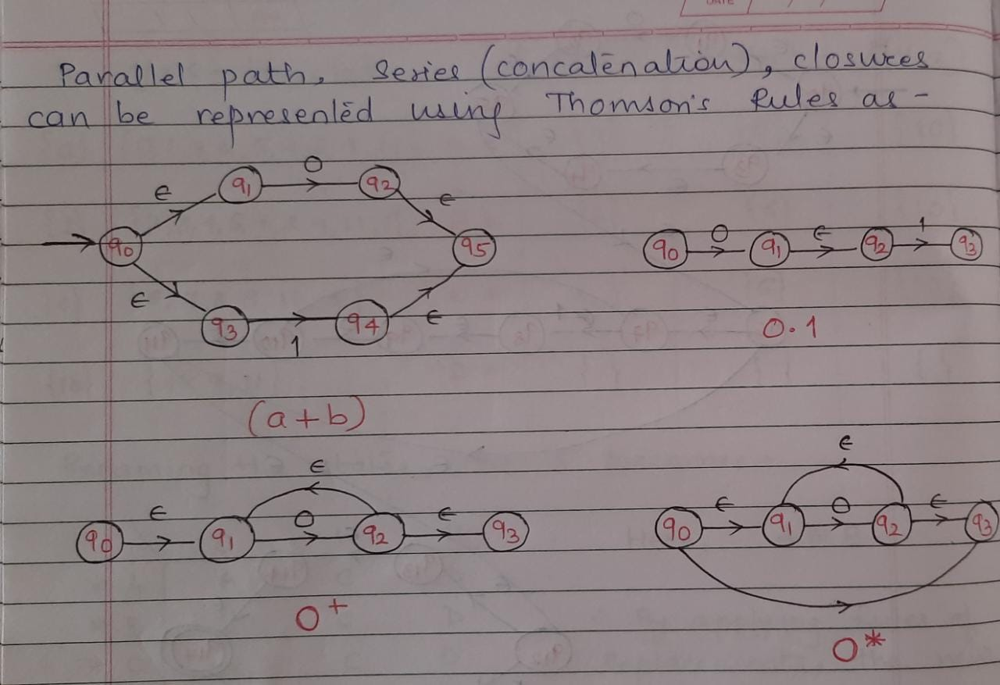 DATE
Parallel path, Series (concatenation), closures
can be represented using Thomson's Rules as -
0
ϵ q1 q2 ϵ
q0 q5
ϵ q3 q4 ϵ
1
(a+b)
0 ϵ 1
q0 q1 q2 q3
0.1
ϵ
ϵ 0 ϵ
q0 q1 q2 q3
0+
ϵ
ϵ 0 ϵ
q0 q1 q2 q3
0*